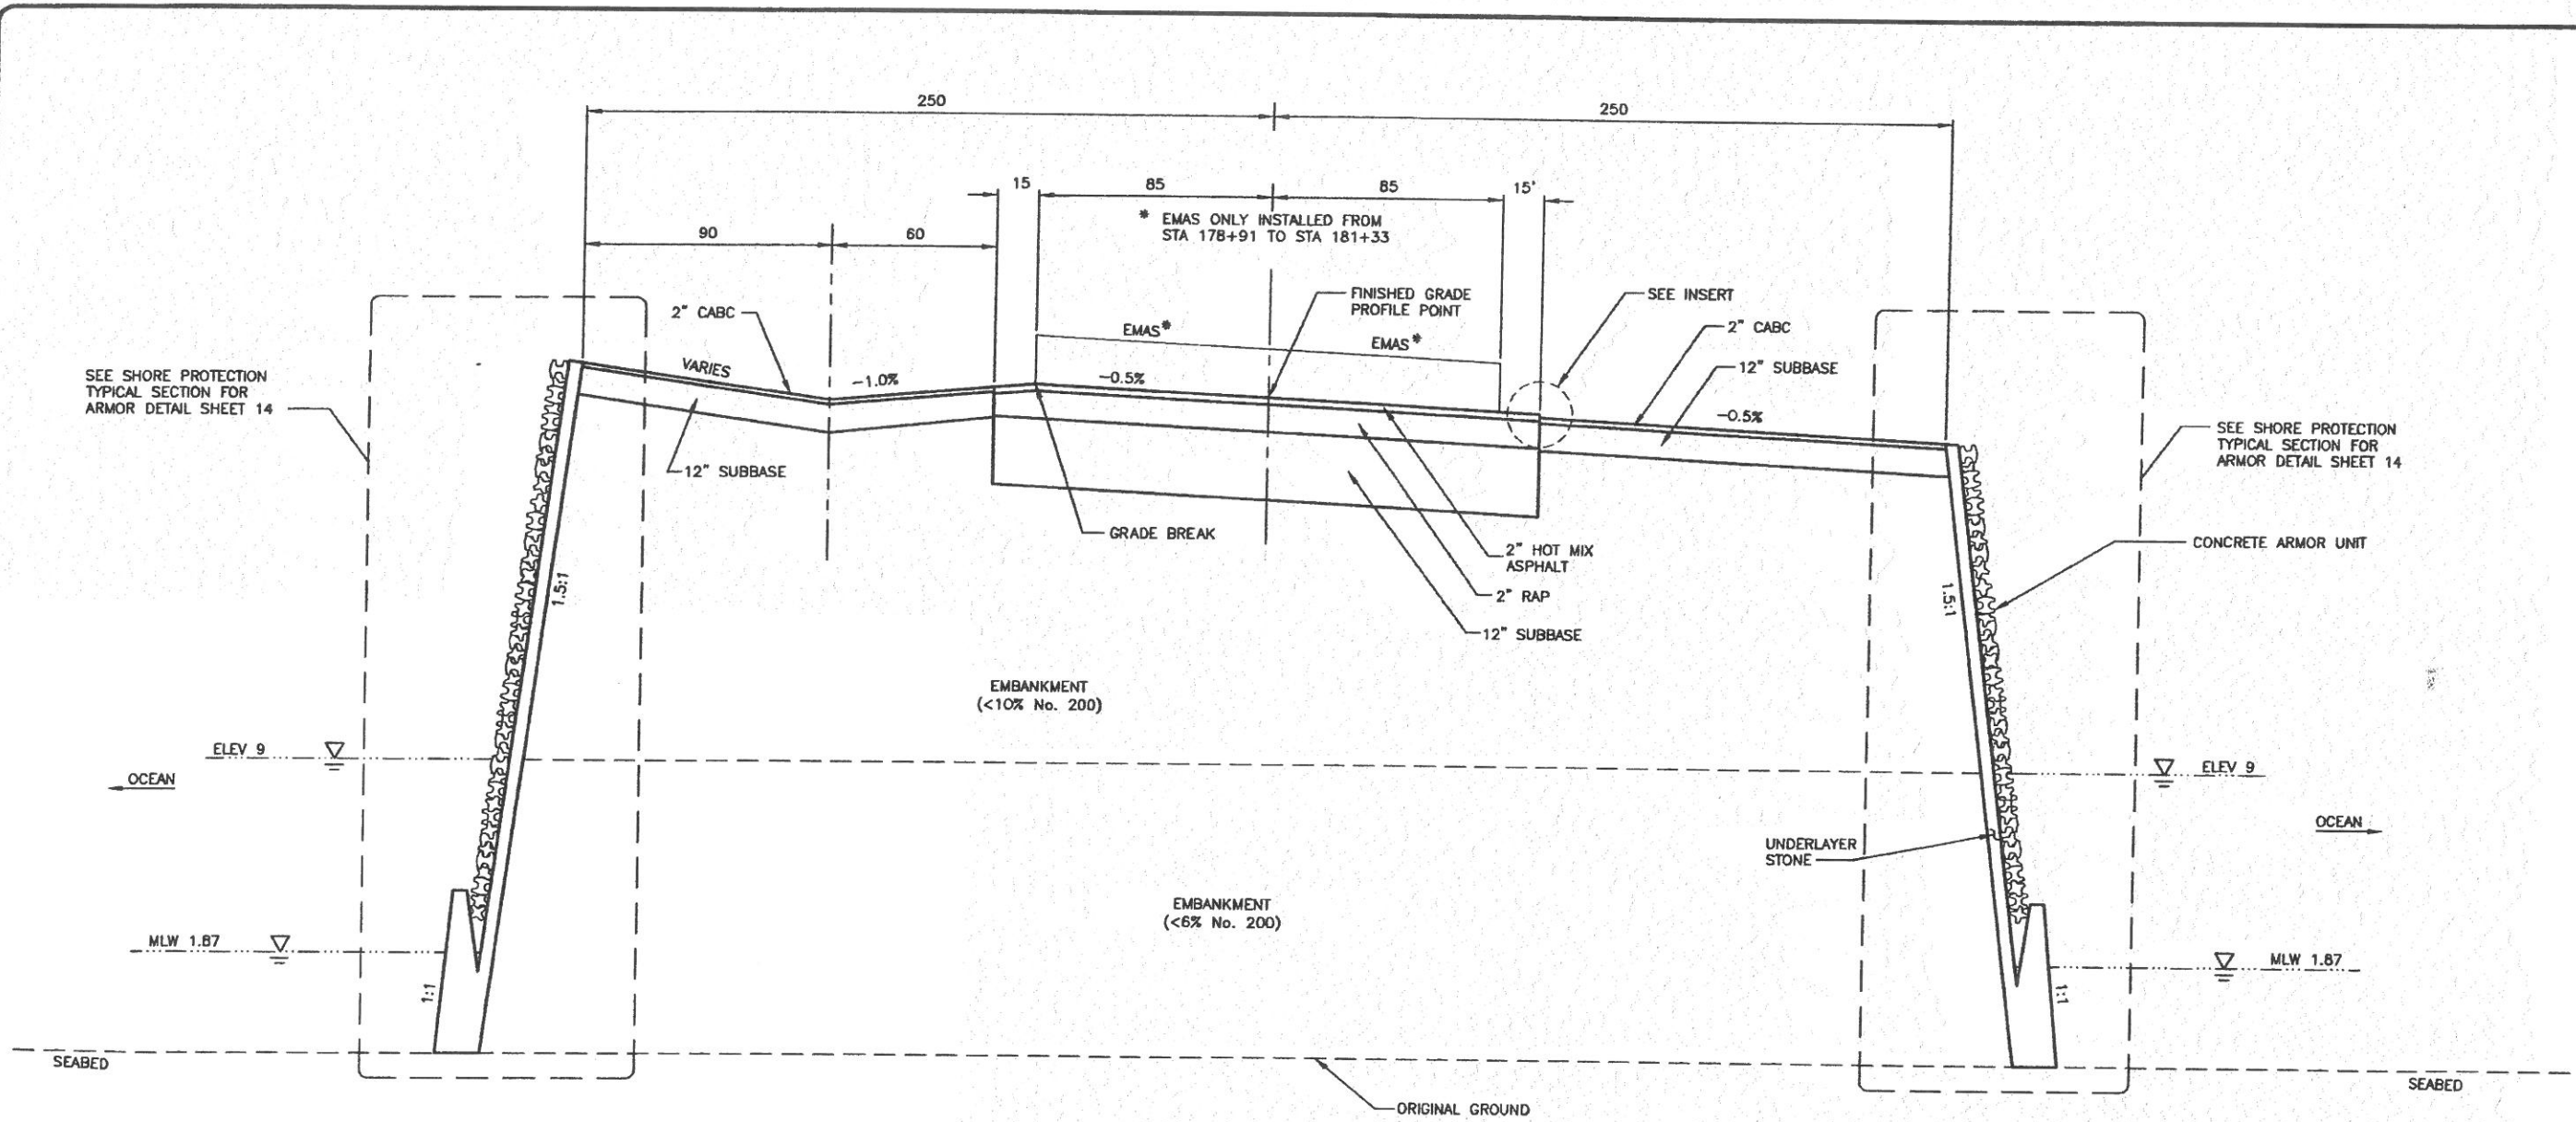 250
250
15
85
85
15'
* EMAS ONLY INSTALLED FROM
STA 178+91 TO STA 181+33
90
60
FINISHED GRADE
PROFILE POINT
SEE INSERT
2" CABC
2" CABC
EMAS*
EMAS*
VARIES
-1.0%
-0.5%
12" SUBBASE
-0.5%
SEE SHORE PROTECTION
TYPICAL SECTION FOR
ARMOR DETAIL SHEET 14
SEE SHORE PROTECTION
TYPICAL SECTION FOR
ARMOR DETAIL SHEET 14
12" SUBBASE
GRADE BREAK
2" HOT MIX
ASPHALT
CONCRETE ARMOR UNIT
1.5:1
1.5:1
2" RAP
12" SUBBASE
EMBANKMENT
(<10% No. 200)
ELEV 9
ELEV 9
OCEAN
OCEAN
UNDERLAYER
STONE
EMBANKMENT
(<6% No. 200)
MLW 1.87
MLW 1.87
1:1
1:1
SEABED
SEABED
ORIGINAL GROUND